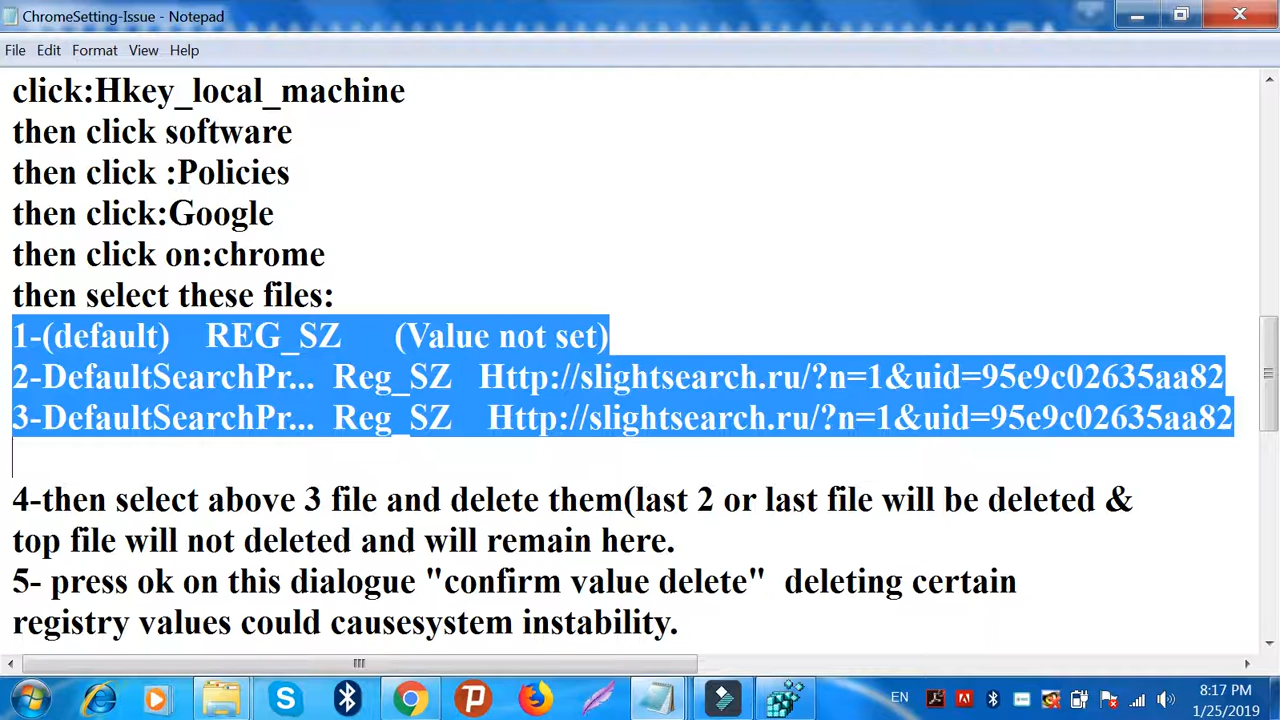 ChromeSetting-Issue - Notepad
File Edit Format View Help
click:Hkey_local_machine
then click software
then click :Policies
then click:Google
then click on:chrome
then select these files:
1-(default) REG_SZ (Value not set)
2-DefaultSearchPr... Reg_SZ Http://slightsearch.ru/?n=1&uid=95e9c02635aa82
3-DefaultSearchPr... Reg_SZ Http://slightsearch.ru/?n=1&uid=95e9c02635aa82
4-then select above 3 file and delete them(last 2 or last file will be deleted &
top file will not deleted and will remain here.
5- press ok on this dialogue "confirm value delete" deleting certain
registry values could causesystem instability.
EN
8:17 PM
1/25/2019